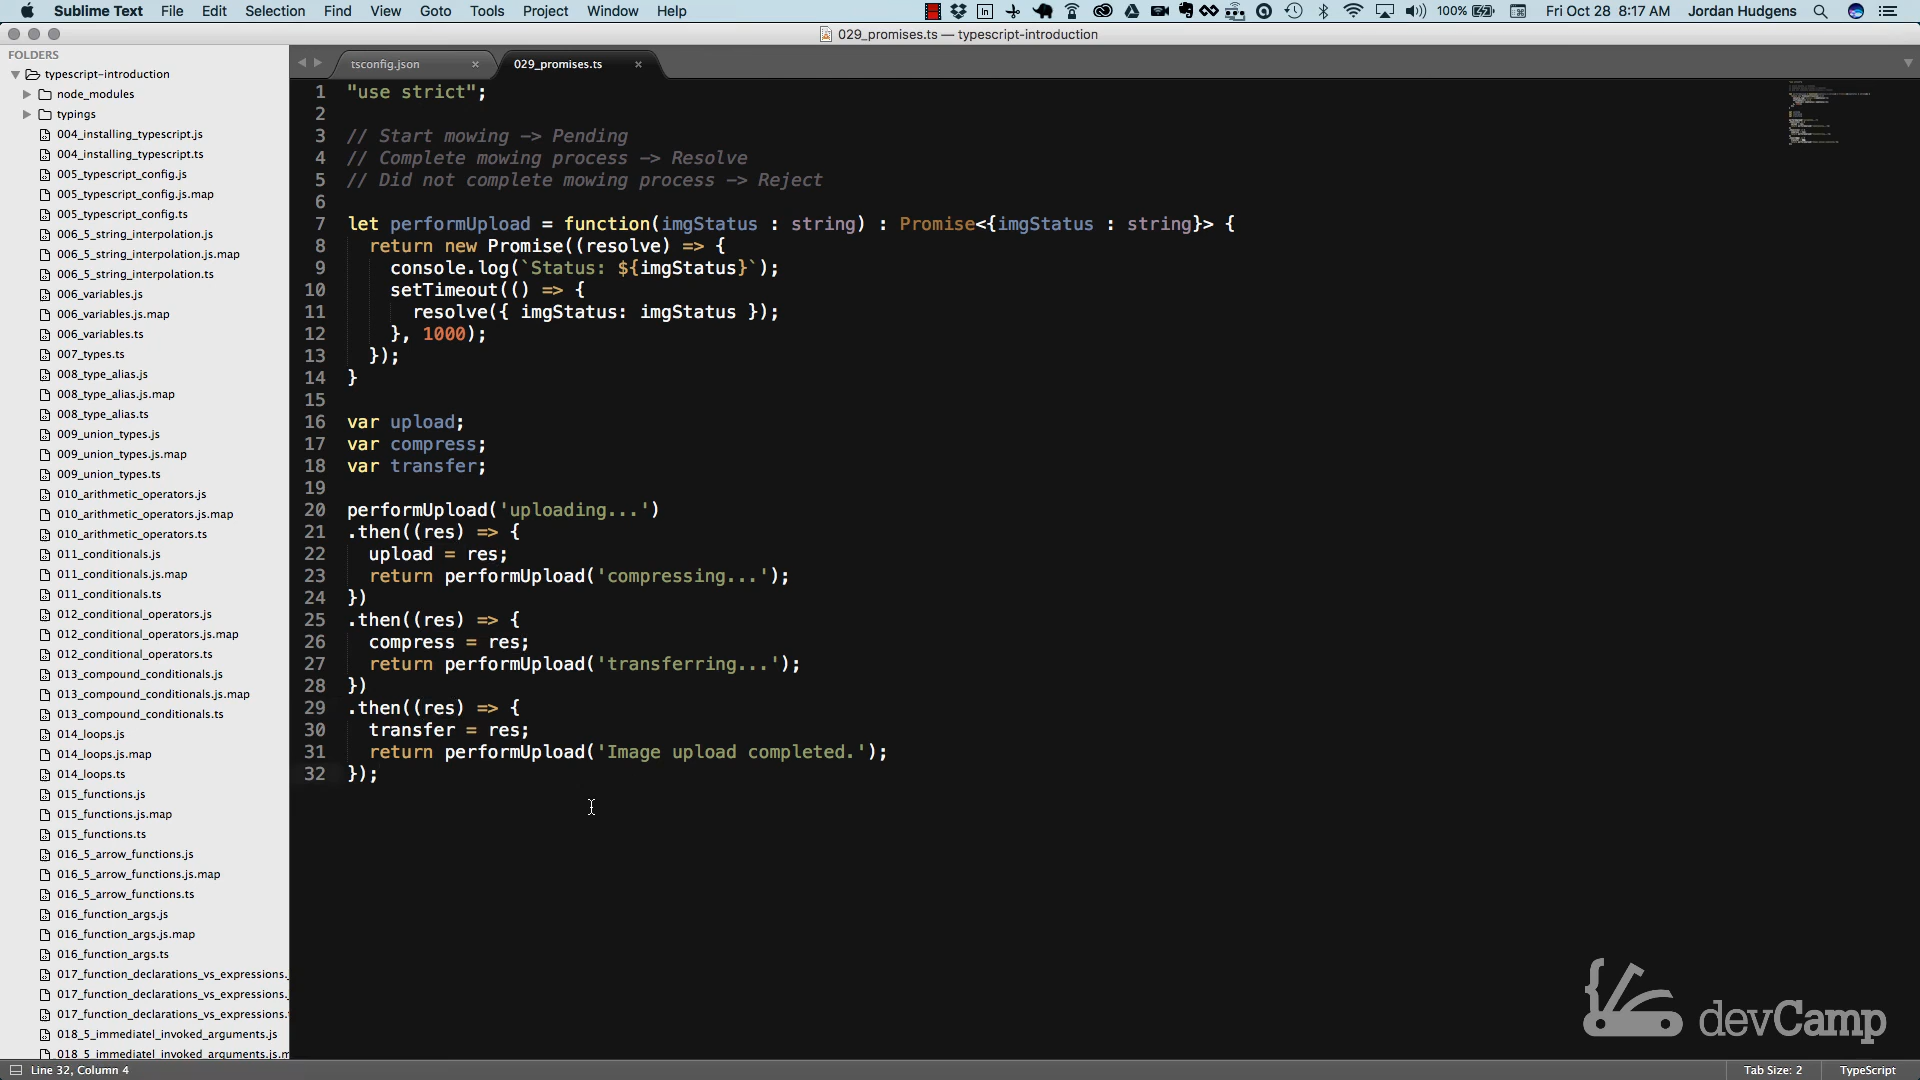 Sublime Text File Edit Selection Find View Goto Tools Project Window Help 100% Fri Oct 28 8:17 AM Jordan Hudgens
029_promises.ts — typescript-introduction
FOLDERS
typescript-introduction
node_modules
typings
004_installing_typescript.js
004_installing_typescript.ts
005_typescript_config.js
005_typescript_config.js.map
005_typescript_config.ts
006_5_string_interpolation.js
006_5_string_interpolation.js.map
006_5_string_interpolation.ts
006_variables.js
006_variables.js.map
006_variables.ts
007_types.ts
008_type_alias.js
008_type_alias.js.map
008_type_alias.ts
009_union_types.js
009_union_types.js.map
009_union_types.ts
010_arithmetic_operators.js
010_arithmetic_operators.js.map
010_arithmetic_operators.ts
011_conditionals.js
011_conditionals.js.map
011_conditionals.ts
012_conditional_operators.js
012_conditional_operators.js.map
012_conditional_operators.ts
013_compound_conditionals.js
013_compound_conditionals.js.map
013_compound_conditionals.ts
014_loops.js
014_loops.js.map
014_loops.ts
015_functions.js
015_functions.js.map
015_functions.ts
016_5_arrow_functions.js
016_5_arrow_functions.js.map
016_5_arrow_functions.ts
016_function_args.js
016_function_args.js.map
016_function_args.ts
017_function_declarations_vs_expressions.
017_function_declarations_vs_expressions.
017_function_declarations_vs_expressions.
018_5_immediatel_invoked_arguments.js
018_5_immediatel_invoked_arguments.js.m
tsconfig.json
029_promises.ts
1 "use strict";
2
3 // Start mowing -> Pending
4 // Complete mowing process -> Resolve
5 // Did not complete mowing process -> Reject
6
7 let performUpload = function(imgStatus : string) : Promise<{imgStatus : string}> {
8 return new Promise((resolve) => {
9 console.log(`Status: ${imgStatus}`);
10 setTimeout(() => {
11 resolve({ imgStatus: imgStatus });
12 }, 1000);
13 });
14 }
15
16 var upload;
17 var compress;
18 var transfer;
19
20 performUpload('uploading...')
21 .then((res) => {
22 upload = res;
23 return performUpload('compressing...');
24 })
25 .then((res) => {
26 compress = res;
27 return performUpload('transferring...');
28 })
29 .then((res) => {
30 transfer = res;
31 return performUpload('Image upload completed.');
32 });
devCamp
Line 32, Column 4
Tab Size: 2
TypeScript